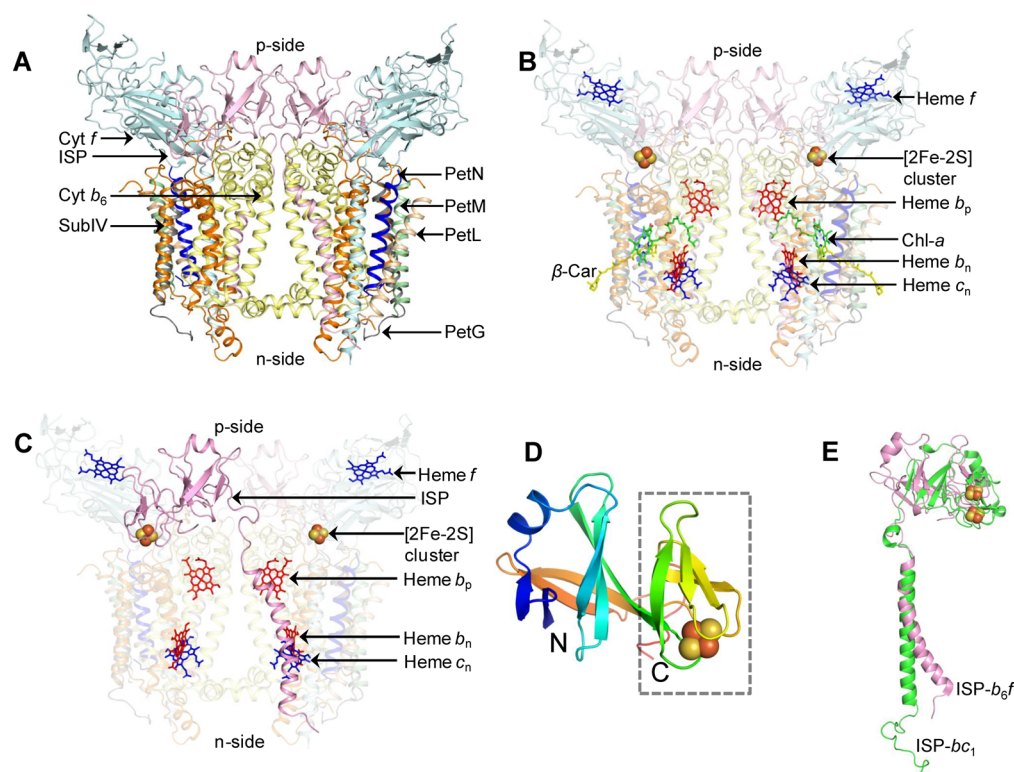 A
p-side
Cyt f
ISP
Cyt b6
SubIV
PetN
PetM
PetL
PetG
n-side
B
p-side
Heme f
[2Fe-2S]
cluster
Heme bp
Chl-a
Heme bn
Heme cn
β-Car
n-side
C
p-side
Heme f
ISP
[2Fe-2S]
cluster
Heme bp
Heme bn
Heme cn
n-side
D
N
C
E
ISP-b6f
ISP-bc1